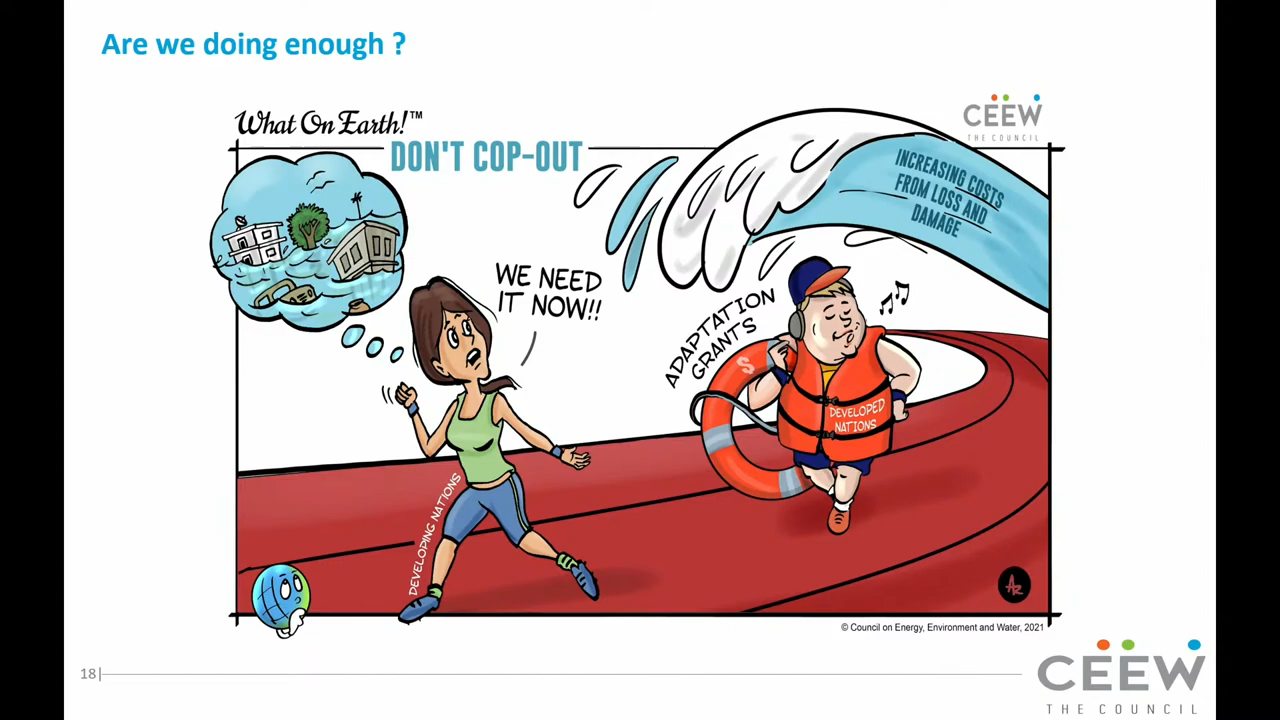 Are we doing enough ?
What On Earth!™
DON'T COP-OUT
CEEW
THE COUNCIL
INCREASING COSTS
FROM LOSS AND
DAMAGE
WE NEED
IT NOW!!
ADAPTATION
GRANTS
$
DEVELOPED
NATIONS
DEVELOPING NATIONS
AR
© Council on Energy, Environment and Water, 2021
18
CEEW
THE COUNCIL